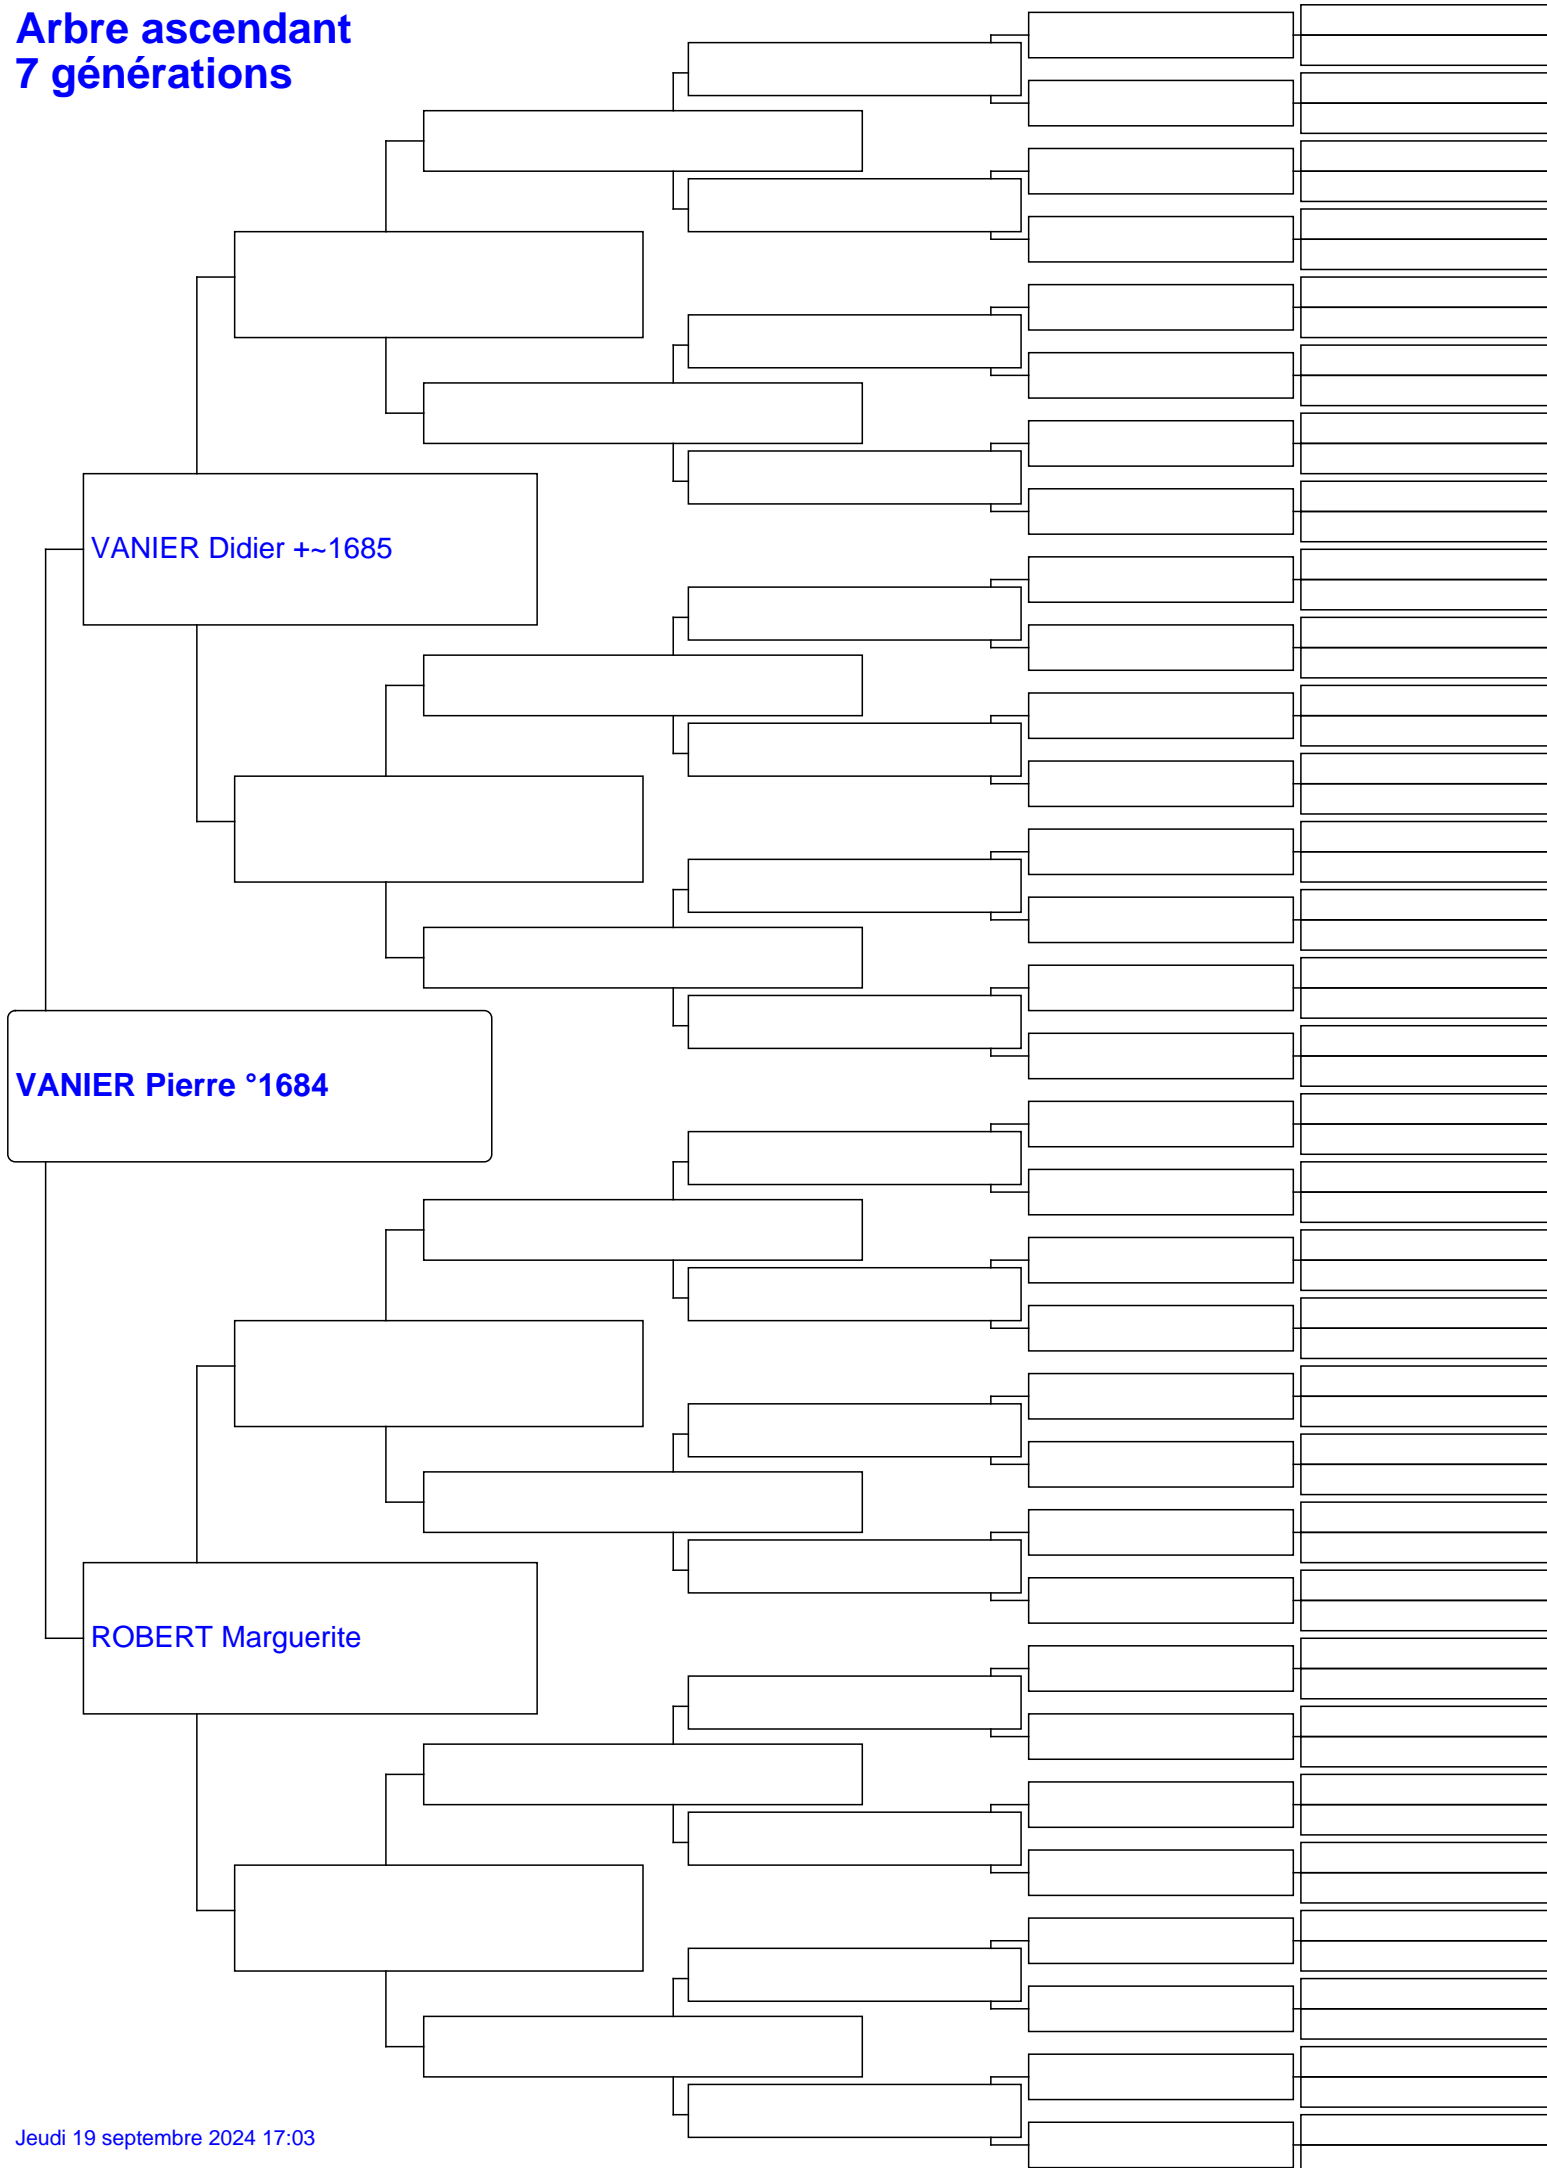 Arbre ascendant
7 générations
VANIER Didier +~1685
VANIER Pierre °1684
ROBERT Marguerite
Jeudi 19 septembre 2024 17:03